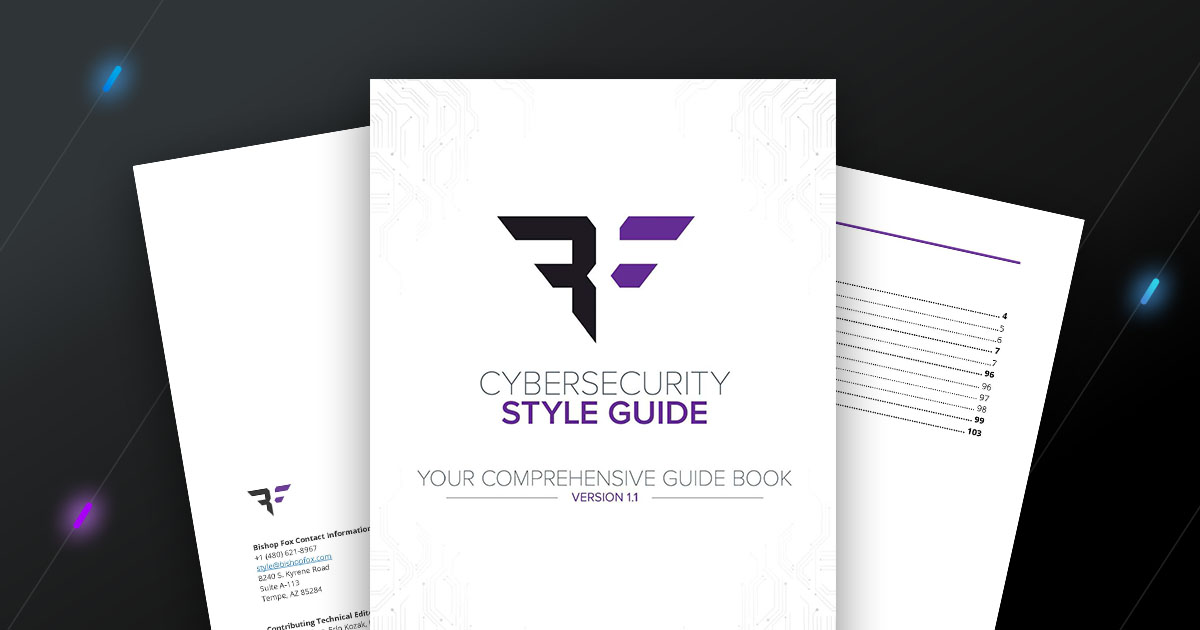 CYBERSECURITY
STYLE GUIDE
YOUR COMPREHENSIVE GUIDE BOOK
VERSION 1.1
Bishop Fox Contact Information
+1 (480) 621-8967
style@bishopfox.com
8240 S. Kyrene Road
Suite A-113
Tempe, AZ 85284
Contributing Technical Edit
Erin Kozak,
4
5
6
7
7
96
96
97
98
99
103